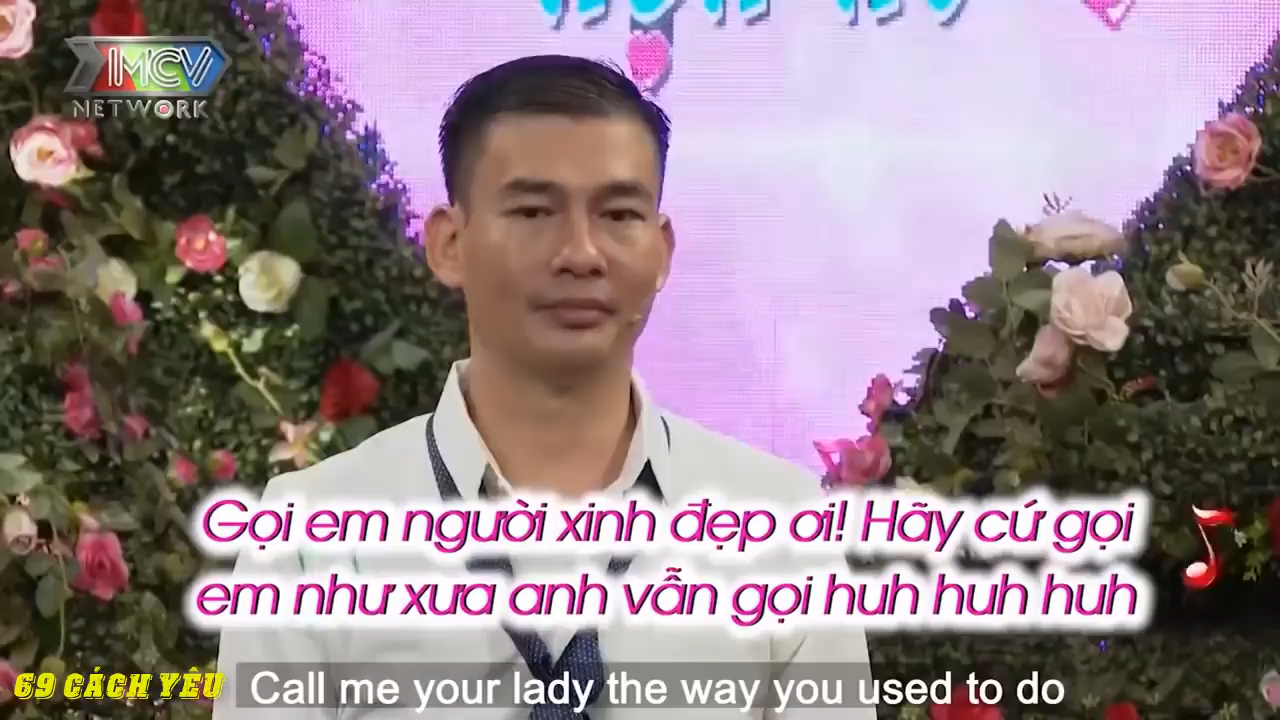 MCV
NETWORK
Gọi em người xinh đẹp ơi! Hãy cứ gọi
em như xưa anh vẫn gọi huh huh huh
69 CÁCH YÊU
Call me your lady the way you used to do